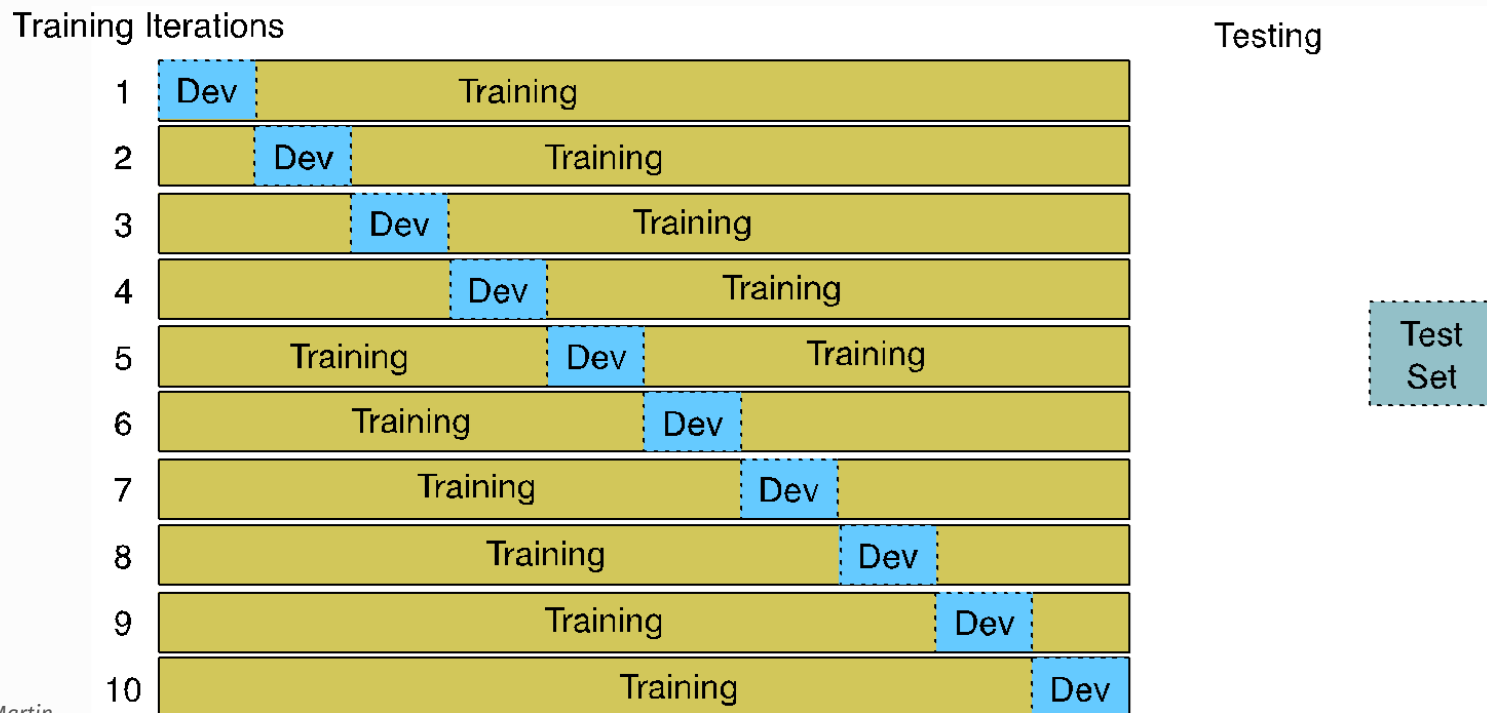 Training Iterations
Testing
1 Dev Training
2 Dev Training
3 Dev Training
4 Dev Training
5 Training Dev Training
6 Training Dev
7 Training Dev
8 Training Dev
9 Training Dev
10 Training Dev
Test
Set
Martin